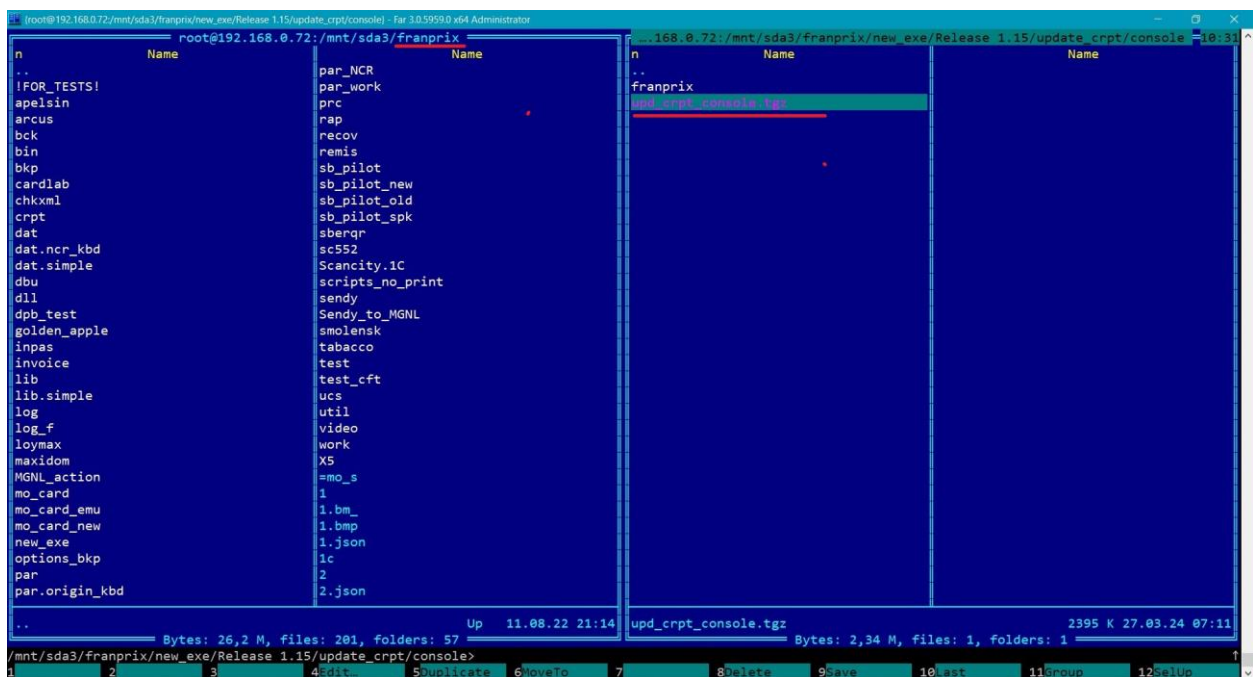 {root@192.168.0.72:/mnt/sda3/franprix/new_exe/Release 1.15/update_crpt/console} - Far 3.0.5959.0 x64 Administrator
root@192.168.0.72:/mnt/sda3/franprix
n Name Name
..
!FOR_TESTS!
apelsin
arcus
bck
bin
bkp
cardlab
chkxml
crpt
dat
dat.ncr_kbd
dat.simple
dbu
dll
dpb_test
golden_apple
inpas
invoice
lib
lib.simple
log
log_f
loymax
maxidom
MGNL_action
mo_card
mo_card_emu
mo_card_new
new_exe
options_bkp
par
par.origin_kbd
par_NCR
par_work
prc
rap
recov
remis
sb_pilot
sb_pilot_new
sb_pilot_old
sb_pilot_spk
sberqr
sc552
Scancity.1C
scripts_no_print
sendy
Sendy_to_MGNL
smolensk
tabacco
test
test_cft
ucs
util
video
work
X5
=mo_s
1
1.bm_
1.bmp
1.json
1c
2
2.json
.. Up 11.08.22 21:14
Bytes: 26,2 M, files: 201, folders: 57
….168.0.72:/mnt/sda3/franprix/new_exe/Release 1.15/update_crpt/console 10:31
n Name Name
..
franprix
upd_crpt_console.tgz
upd_crpt_console.tgz 2395 K 27.03.24 07:11
Bytes: 2,34 M, files: 1, folders: 1
/mnt/sda3/franprix/new_exe/Release 1.15/update_crpt/console>
1 2 3 4Edit… 5Duplicate 6MoveTo 7 8Delete 9Save 10Last 11Group 12SelUp